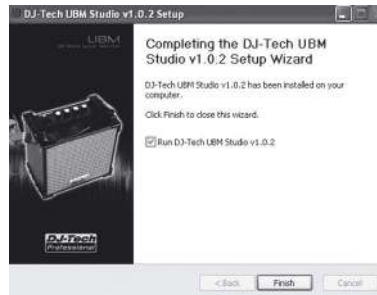 DJ-Tech UBM Studio v1.0.2 Setup
UBM
Completing the DJ-Tech UBM
Studio v1.0.2 Setup Wizard
DJ-Tech UBM Studio v1.0.2 has been installed on your
computer.
Click Finish to close this wizard.
Run DJ-Tech UBM Studio v1.0.2
DJ-Tech
Professional
< Back
Finish
Cancel